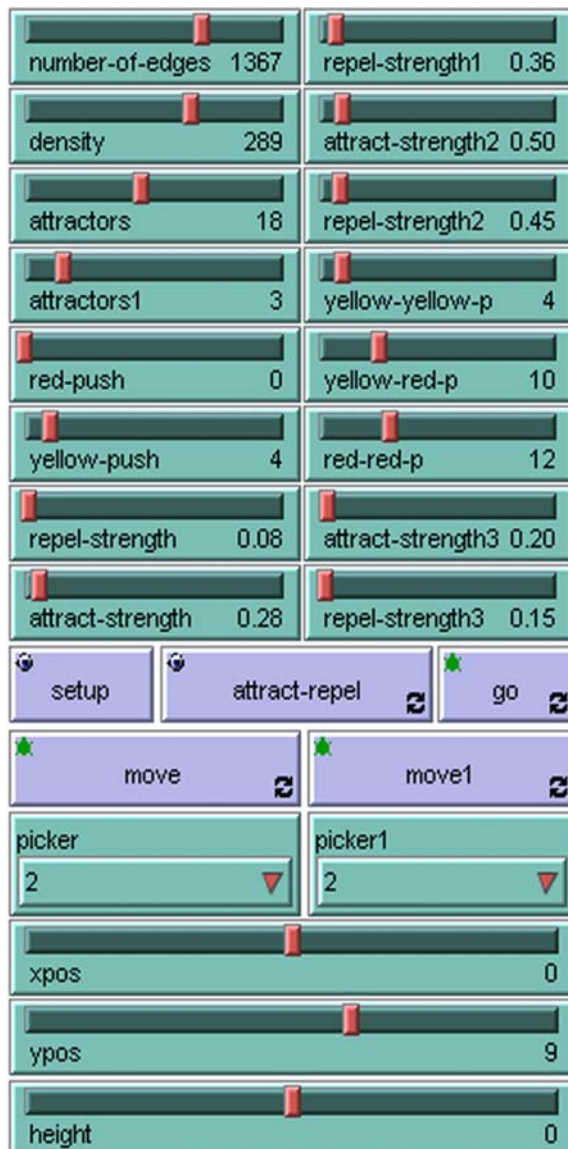 number-of-edges 1367 repel-strength1 0.36
density 289 attract-strength2 0.50
attractors 18 repel-strength2 0.45
attractors1 3 yellow-yellow-p 4
red-push 0 yellow-red-p 10
yellow-push 4 red-red-p 12
repel-strength 0.08 attract-strength3 0.20
attract-strength 0.28 repel-strength3 0.15
setup attract-repel go
move move1
picker picker1
2 2
xpos 0
ypos 9
height 0